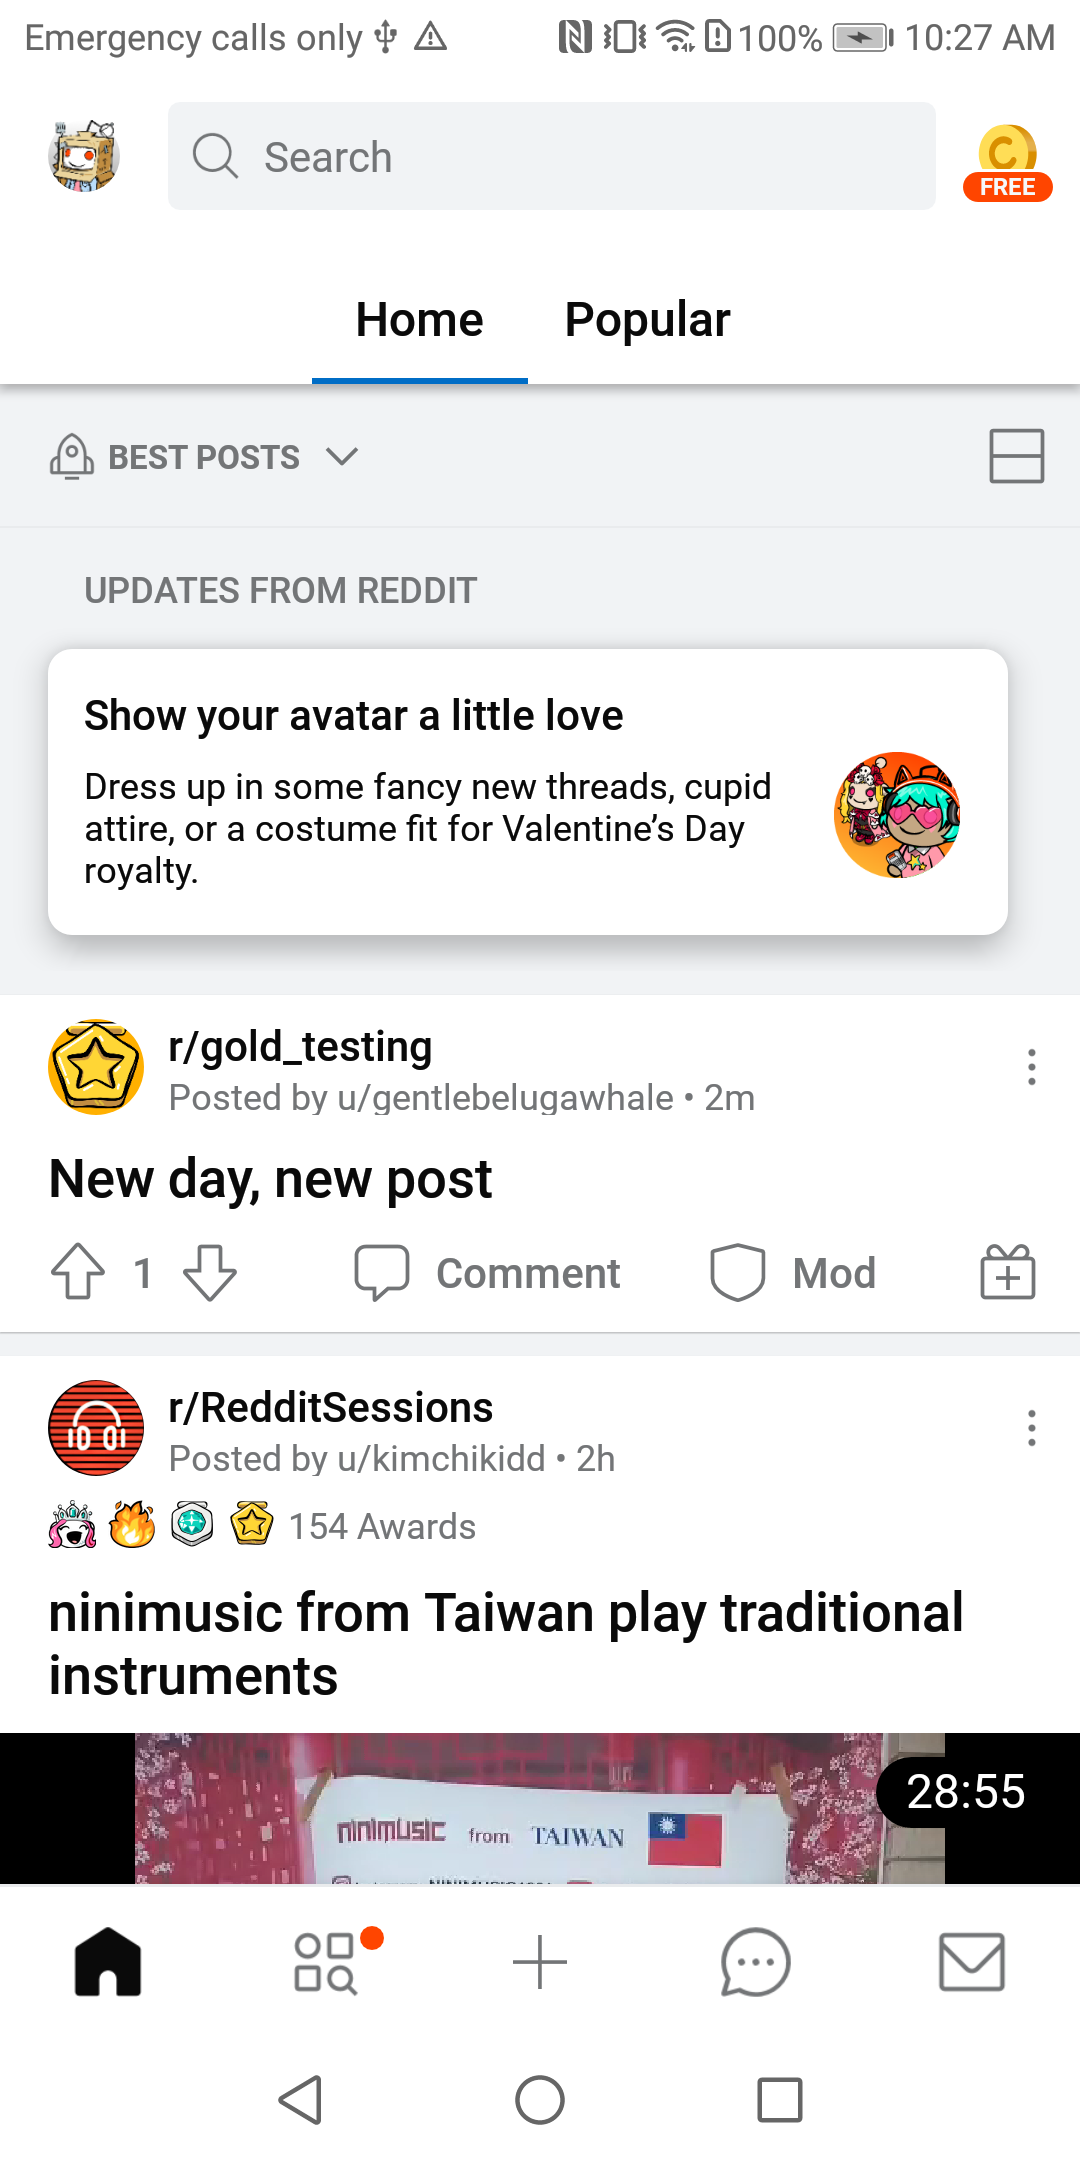 Emergency calls only
100%
10:27 AM
Search
FREE
Home
Popular
BEST POSTS
UPDATES FROM REDDIT
Show your avatar a little love
Dress up in some fancy new threads, cupid
attire, or a costume fit for Valentine’s Day
royalty.
r/gold_testing
Posted by u/gentlebelugawhale • 2m
New day, new post
1
Comment
Mod
r/RedditSessions
Posted by u/kimchikidd • 2h
154 Awards
ninimusic from Taiwan play traditional
instruments
28:55
ninimusic from TAIWAN